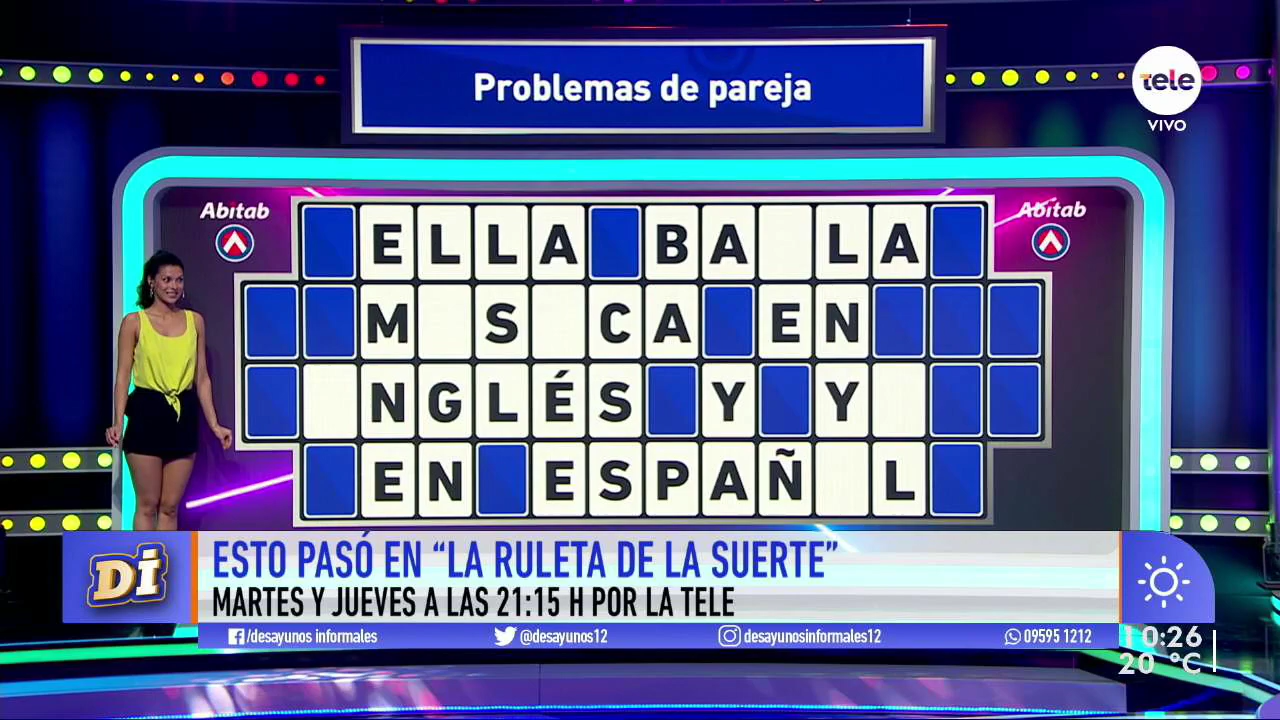 Problemas de pareja
tele
VIVO
Abitab
Abitab
ELLA BA LA
M S CA EN
NGLÉS Y Y
EN ESPAÑ L
Di
ESTO PASÓ EN “LA RULETA DE LA SUERTE”
MARTES Y JUEVES A LAS 21:15 H POR LA TELE
/desayunos informales
@desayunos12
desayunosinformales12
09595 1212
10:26
20 °C